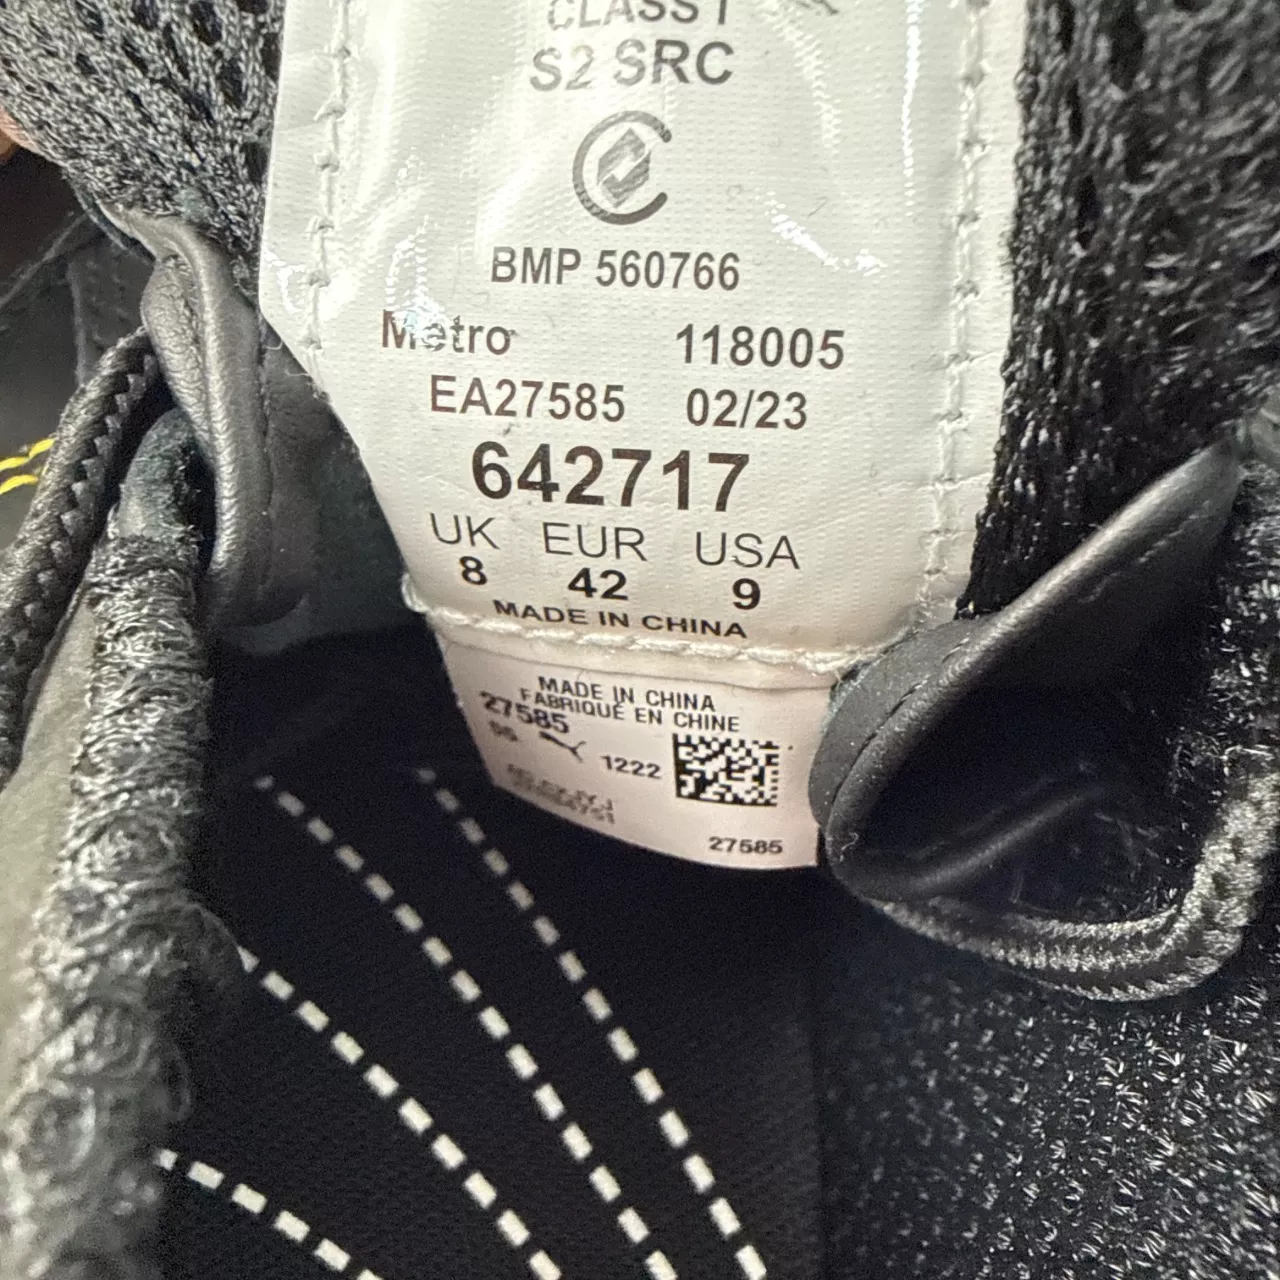 CLASS I
S2 SRC
BMP 560766
Metro 118005
EA27585 02/23
642717
UK EUR USA
8 42 9
MADE IN CHINA
MADE IN CHINA
FABRIQUÉ EN CHINE
27585
1222
27585